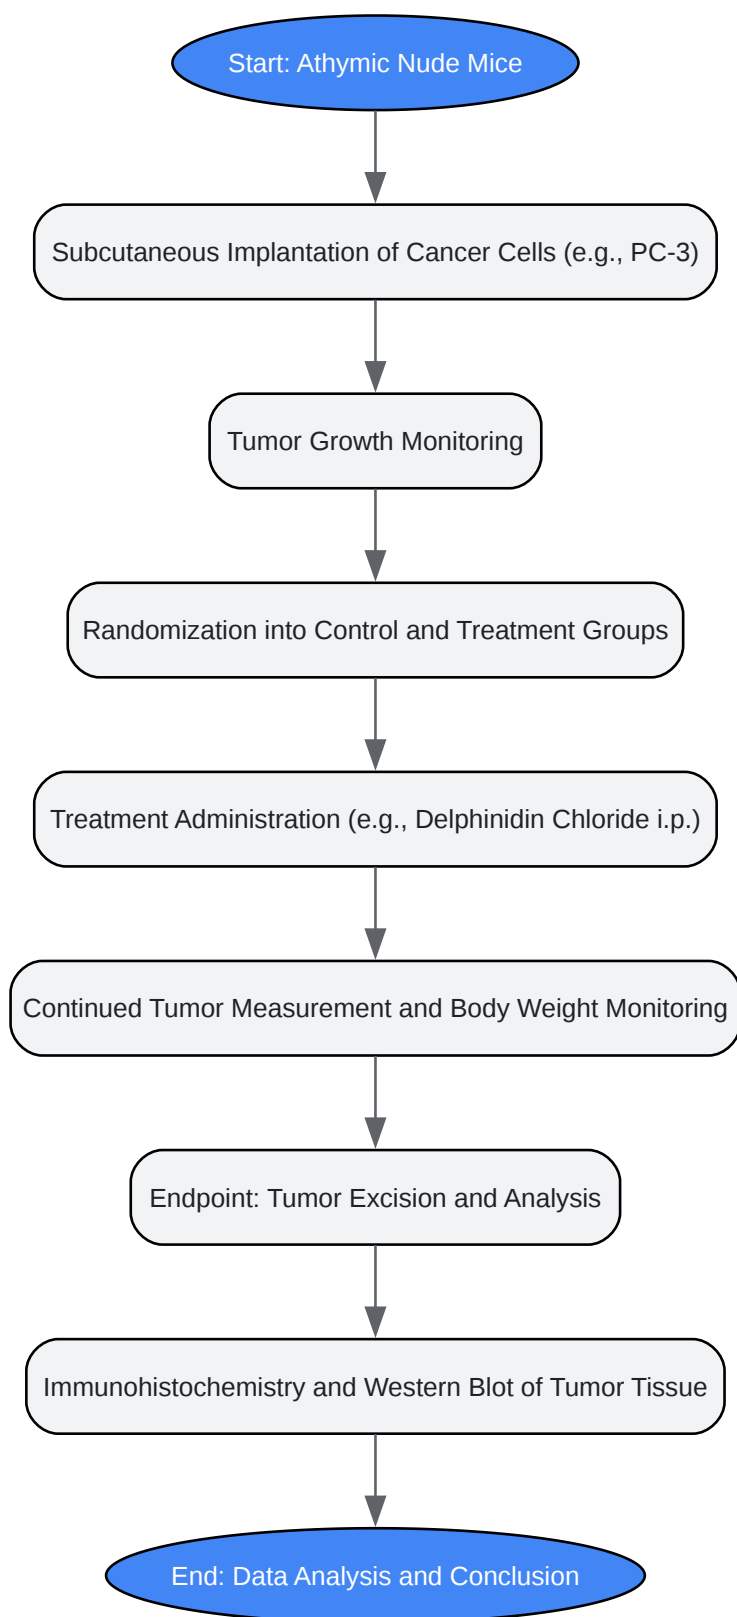 Start: Athymic Nude Mice
Subcutaneous Implantation of Cancer Cells (e.g., PC-3)
Tumor Growth Monitoring
Randomization into Control and Treatment Groups
Treatment Administration (e.g., Delphinidin Chloride i.p.)
Continued Tumor Measurement and Body Weight Monitoring
Endpoint: Tumor Excision and Analysis
Immunohistochemistry and Western Blot of Tumor Tissue
End: Data Analysis and Conclusion